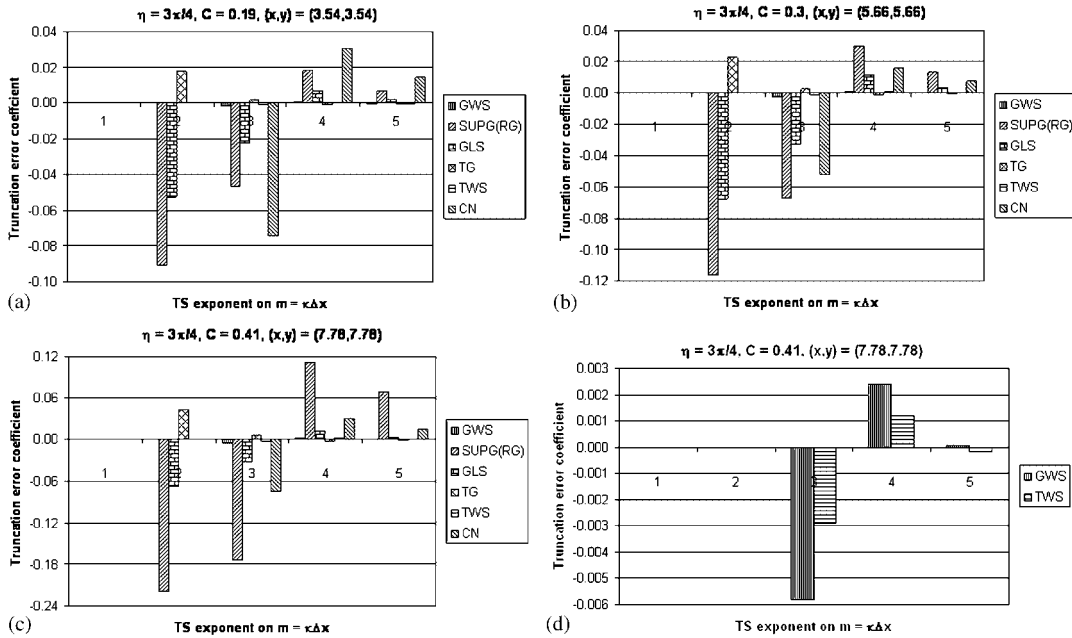 η = 3π/4, C = 0.19, (x,y) = (3.54,3.54)
Truncation error coefficient
0.04
0.02
0.00
-0.02
-0.04
-0.06
-0.08
-0.10
1
2
3
4
5
GWS
SUPG(RG)
GLS
TG
TWS
CN
(a)
TS exponent on m = κΔx
η = 3π/4, C = 0.3, (x,y) = (5.66,5.66)
Truncation error coefficient
0.04
0.02
0.00
-0.02
-0.04
-0.06
-0.08
-0.10
-0.12
1
2
3
4
5
GWS
SUPG(RG)
GLS
TG
TWS
CN
(b)
TS exponent on m = κΔx
η = 3π/4, C = 0.41, (x,y) = (7.78,7.78)
Truncation error coefficient
0.12
0.06
0.00
-0.06
-0.12
-0.18
-0.24
1
2
3
4
5
GWS
SUPG(RG)
GLS
TG
TWS
CN
(c)
TS exponent on m = κΔx
η = 3π/4, C = 0.41, (x,y) = (7.78,7.78)
Truncation error coefficient
0.003
0.002
0.001
0.000
-0.001
-0.002
-0.003
-0.004
-0.005
-0.006
1
2
3
4
5
GWS
TWS
(d)
TS exponent on m = κΔx